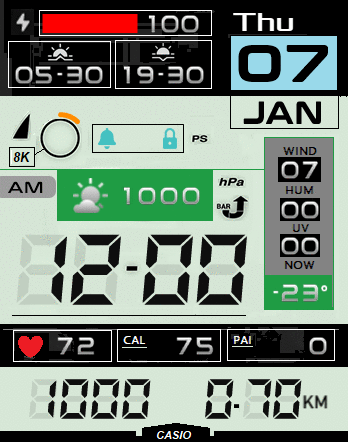 100
Thu
05-30
19-30
07
JAN
8K
PS
AM
1000
hPa
BAR
WIND
07
HUM
00
UV
00
NOW
-23°
12-00
72
CAL 75
PAI 0
1000
0.70 KM
CASIO